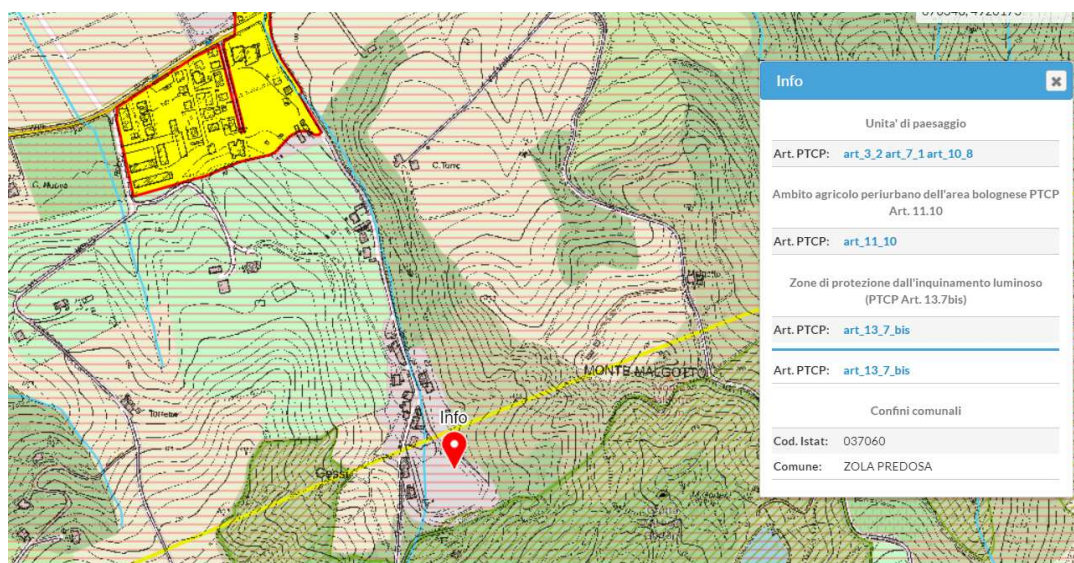 Info
Unita' di paesaggio
Art. PTCP: art_3_2 art_7_1 art_10_8
Ambito agricolo periurbano dell'area bolognese PTCP
Art. 11.10
Art. PTCP: art_11_10
Zone di protezione dall'inquinamento luminoso
(PTCP Art. 13.7bis)
Art. PTCP: art_13_7_bis
Art. PTCP: art_13_7_bis
Confini comunali
Cod. Istat: 037060
Comune: ZOLA PREDOSA
C. Torre
MONTE MALGOTTO
Torretta
Info
Gessi